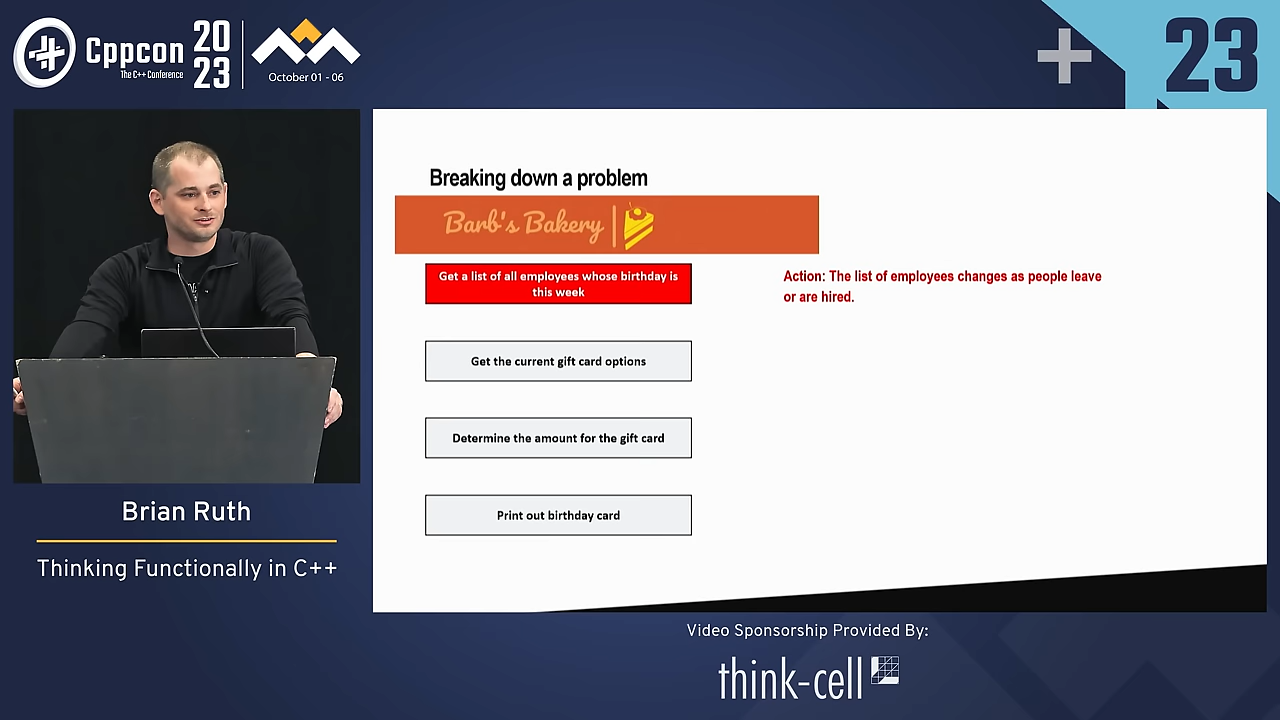 Cppcon
The C++ Conference
20
23
October 01 - 06
23
Breaking down a problem
Barb's Bakery
Get a list of all employees whose birthday is
this week
Action: The list of employees changes as people leave
or are hired.
Get the current gift card options
Determine the amount for the gift card
Print out birthday card
Brian Ruth
Thinking Functionally in C++
Video Sponsorship Provided By:
think-cell